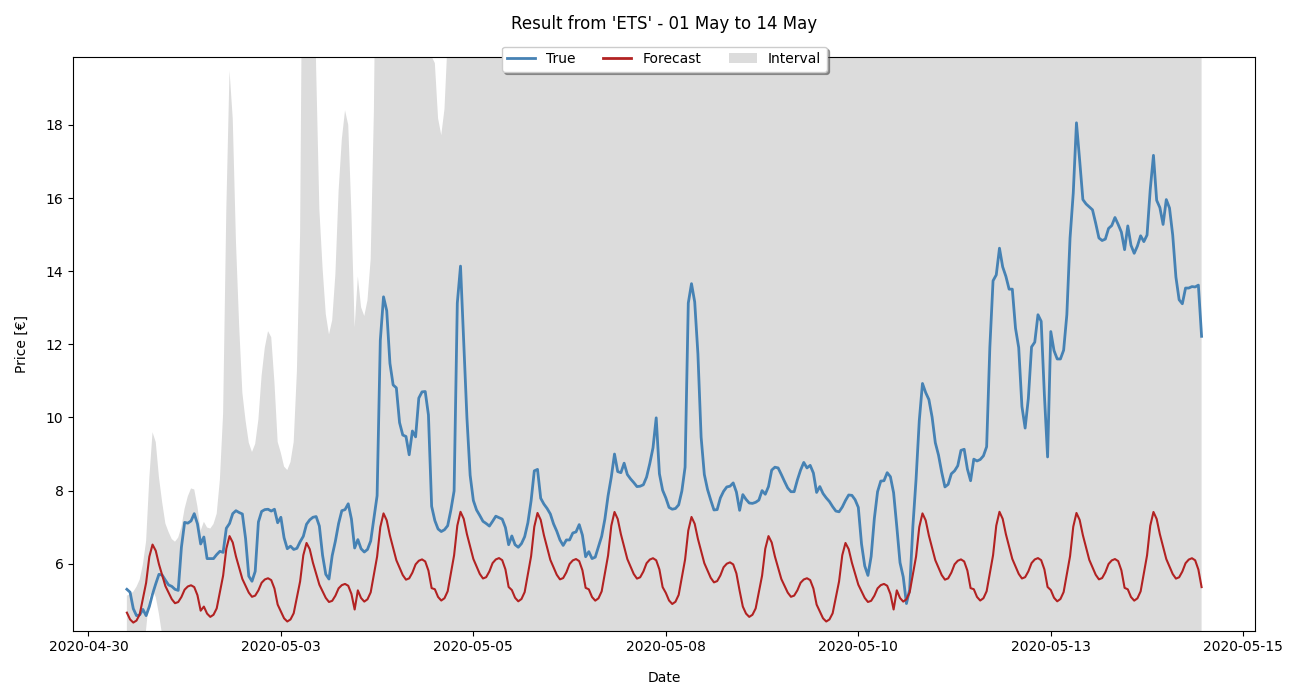 Result from 'ETS' - 01 May to 14 May
True Forecast Interval
Price [€]
18
16
14
12
10
8
6
2020-04-30 2020-05-03 2020-05-05 2020-05-08 2020-05-10 2020-05-13 2020-05-15
Date